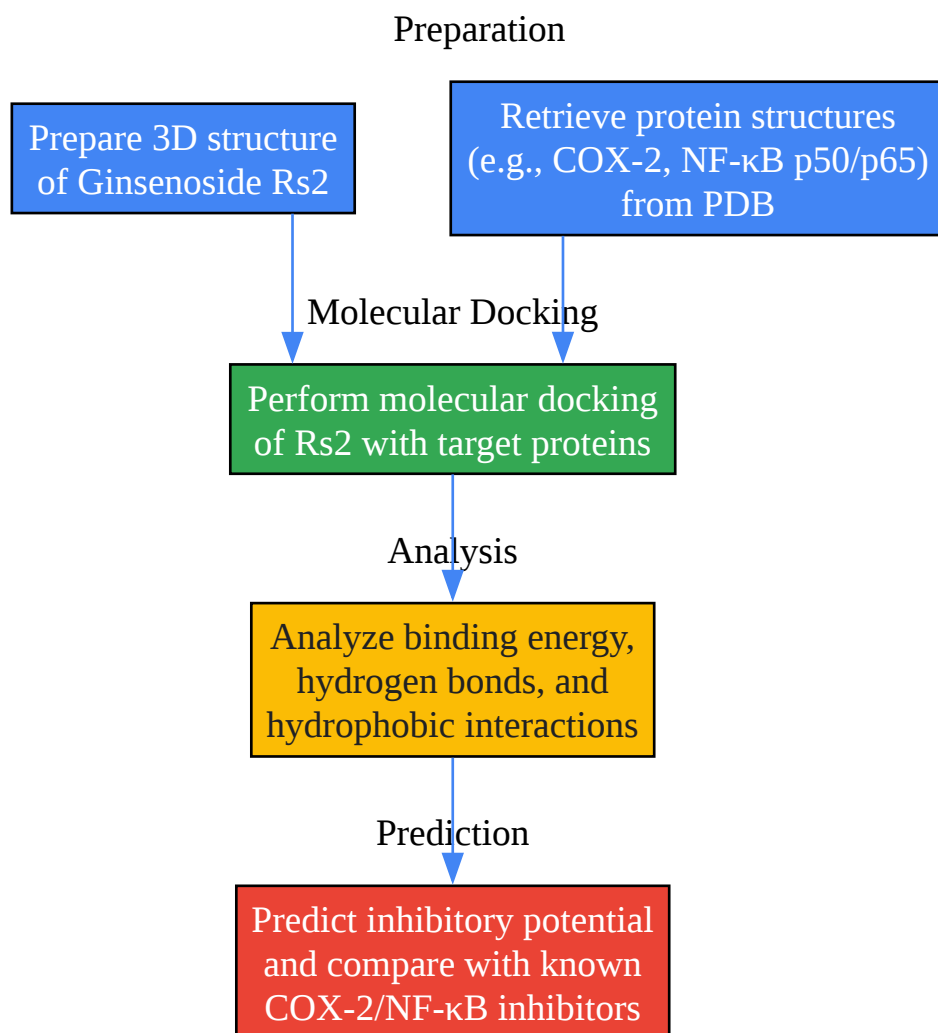 Preparation
Prepare 3D structure
of Ginsenoside Rs2
Retrieve protein structures
(e.g., COX-2, NF-κB p50/p65)
from PDB
Molecular Docking
Perform molecular docking
of Rs2 with target proteins
Analysis
Analyze binding energy,
hydrogen bonds, and
hydrophobic interactions
Prediction
Predict inhibitory potential
and compare with known
COX-2/NF-κB inhibitors